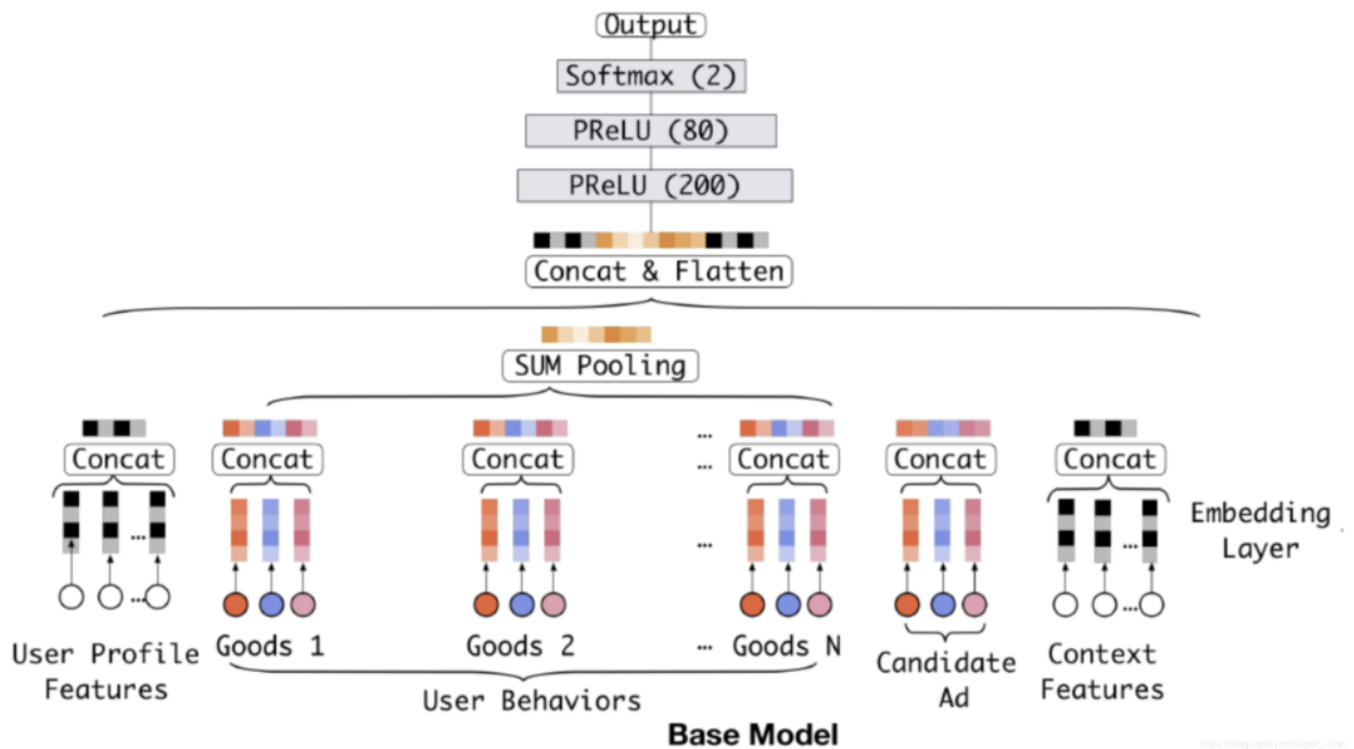 Output
Softmax (2)
PReLU (80)
PReLU (200)
Concat & Flatten
SUM Pooling
... 
Concat Concat Concat ... Concat Concat Concat
...
Embedding
Layer
... ...
User Profile
Features
Goods 1 Goods 2 ... Goods N
User Behaviors
Candidate
Ad
Context
Features
Base Model